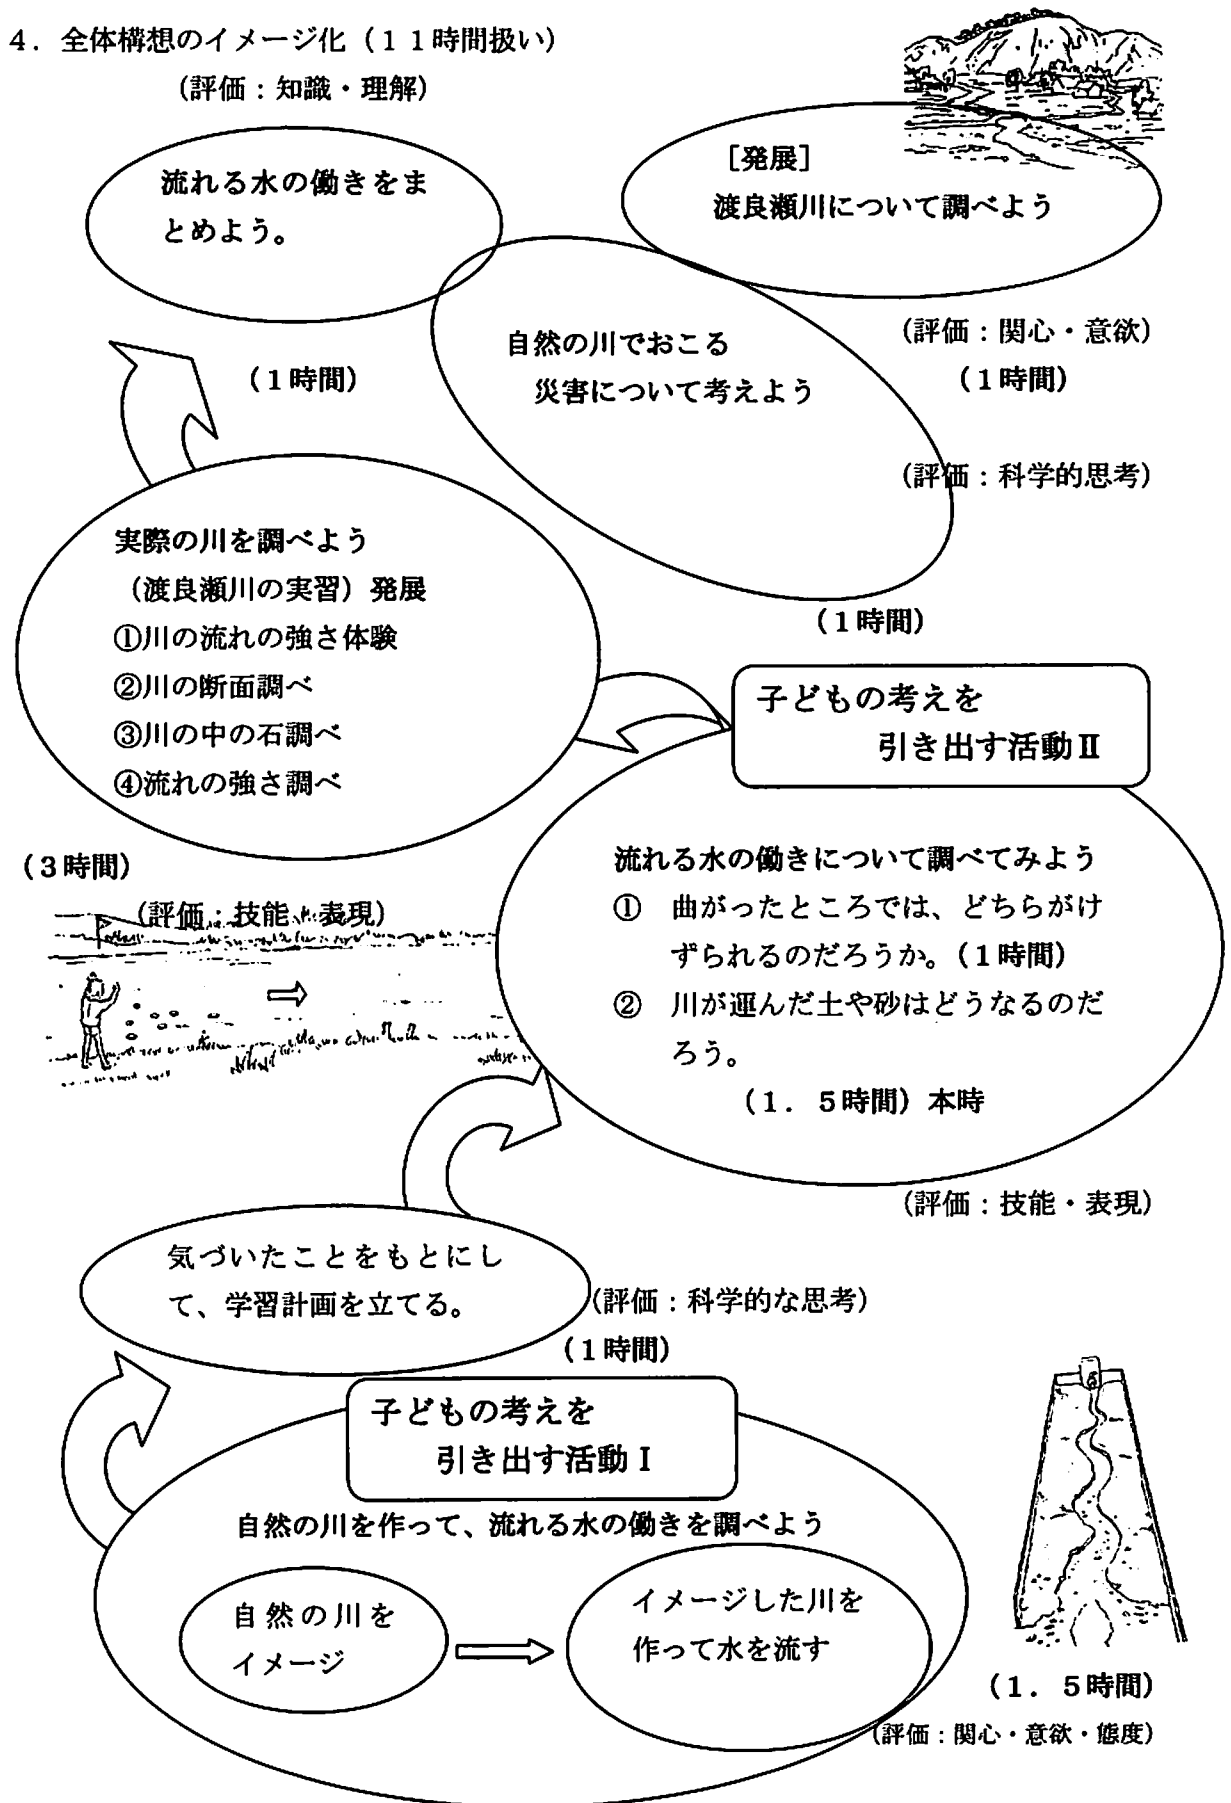 4．全体構想のイメージ化（１１時間扱い）
（評価：知識・理解）
流れる水の働きをま
とめよう。
［発展］
渡良瀬川について調べよう
自然の川でおこる
災害について考えよう
（評価：関心・意欲）
（１時間）
（１時間）
（評価：科学的思考）
実際の川を調べよう
（渡良瀬川の実習）発展
①川の流れの強さ体験
②川の断面調べ
③川の中の石調べ
④流れの強さ調べ
（１時間）
子どもの考えを
引き出す活動Ⅱ
（３時間）
（評価：技能・表現）
流れる水の働きについて調べてみよう
①　曲がったところでは、どちらがけ
ずられるのだろうか。（１時間）
②　川が運んだ土や砂はどうなるのだ
ろう。
（１．５時間）本時
（評価：技能・表現）
気づいたことをもとにし
て、学習計画を立てる。
（評価：科学的な思考）
（１時間）
子どもの考えを
引き出す活動Ⅰ
自然の川を作って、流れる水の働きを調べよう
自然の川を
イメージ
イメージした川を
作って水を流す
（１．５時間）
（評価：関心・意欲・態度）